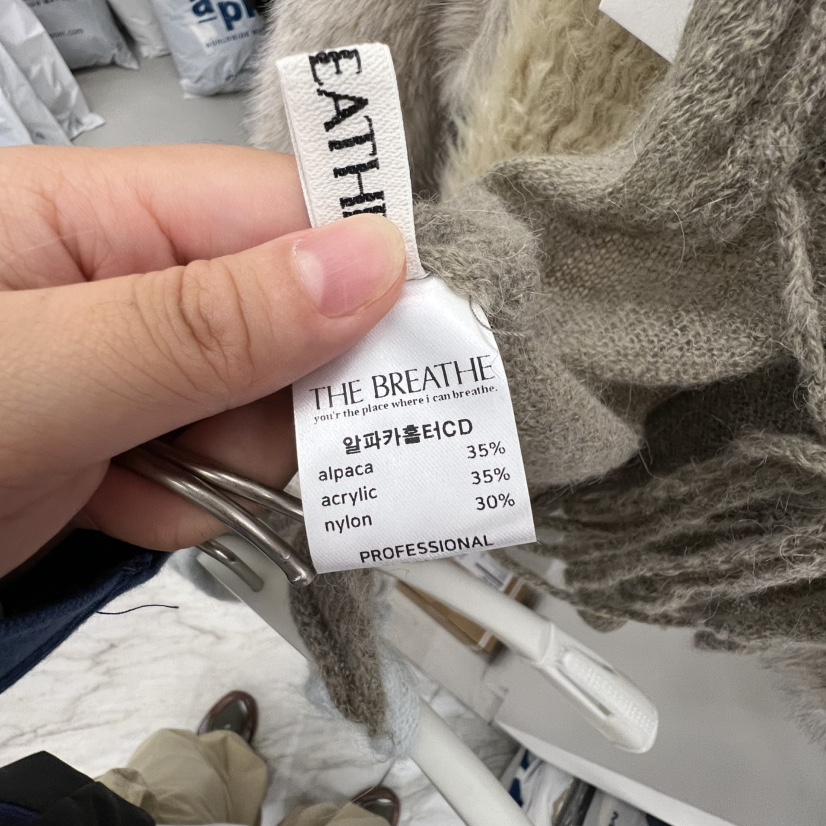 EATHE
THE BREATHE
you'r the place where i can breathe.
알파카홀터CD
alpaca 35%
acrylic 35%
nylon 30%
PROFESSIONAL